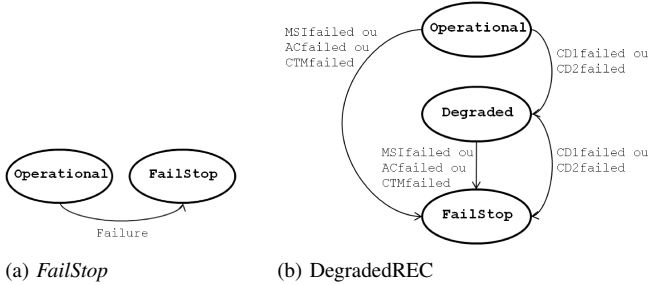 Operational
FailStop
Failure
(a) FailStop
MSIfailed ou
ACfailed ou
CTMfailed
Operational
CD1failed ou
CD2failed
Degraded
MSIfailed ou
ACfailed ou
CTMfailed
CD1failed ou
CD2failed
FailStop
(b) DegradedREC